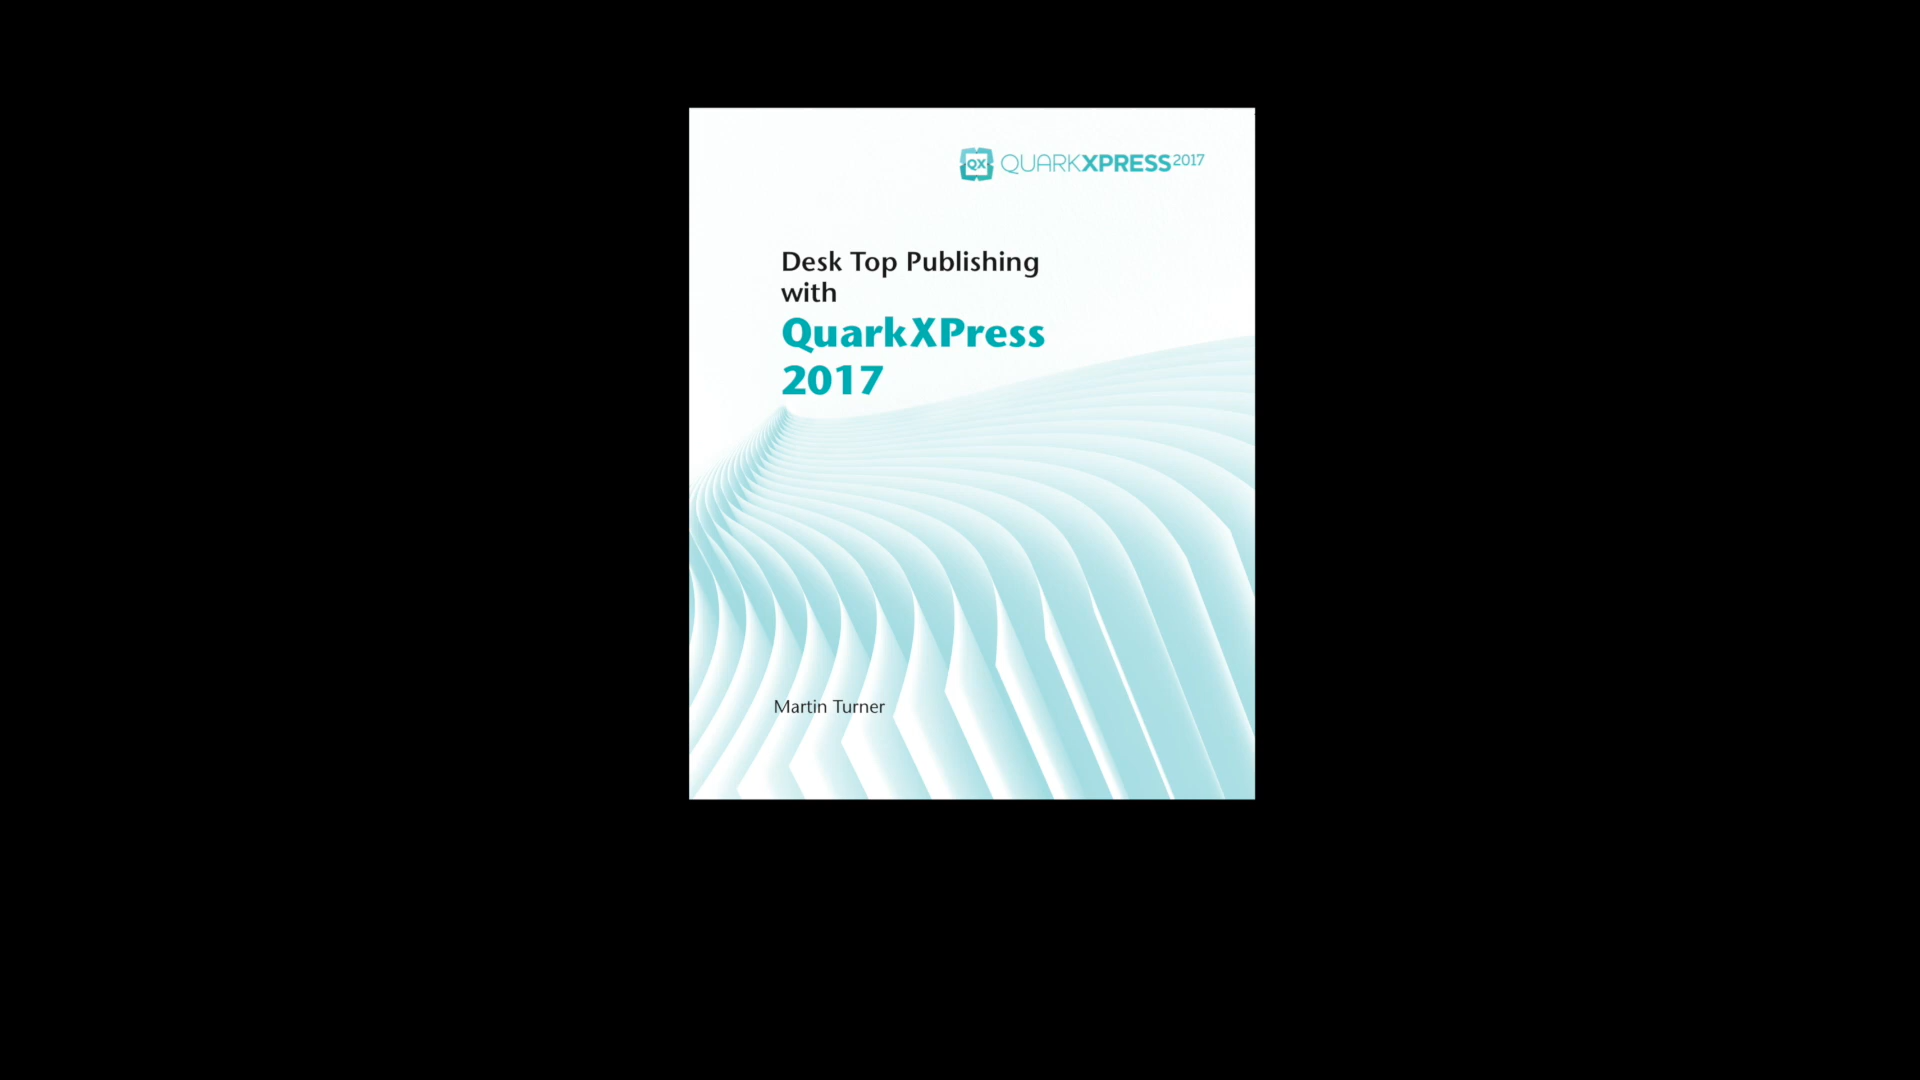 QX QUARKXPRESS2017
Desk Top Publishing
with
QuarkXPress
2017
Martin Turner